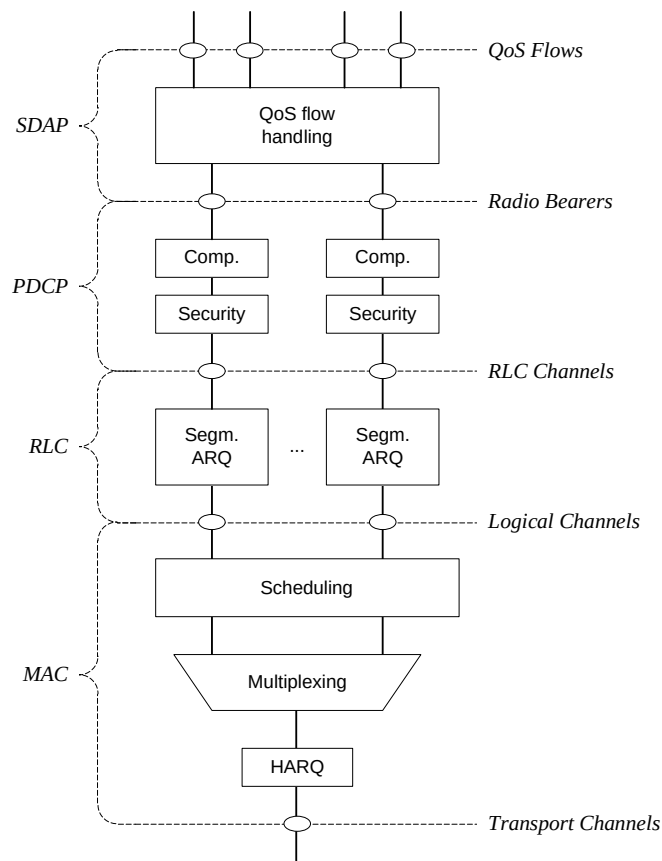 QoS Flows
QoS flow
handling
SDAP
Radio Bearers
Comp.
Comp.
PDCP
Security
Security
RLC Channels
Segm.
ARQ
...
Segm.
ARQ
RLC
Logical Channels
Scheduling
MAC
Multiplexing
HARQ
Transport Channels